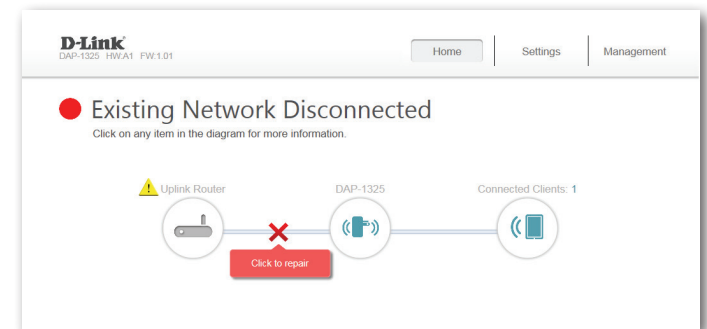 D-Link
DAP-1325 HW:A1 FW:1.01
Home
Settings
Management
Existing Network Disconnected
Click on any item in the diagram for more information.
Uplink Router
DAP-1325
Connected Clients: 1
Click to repair